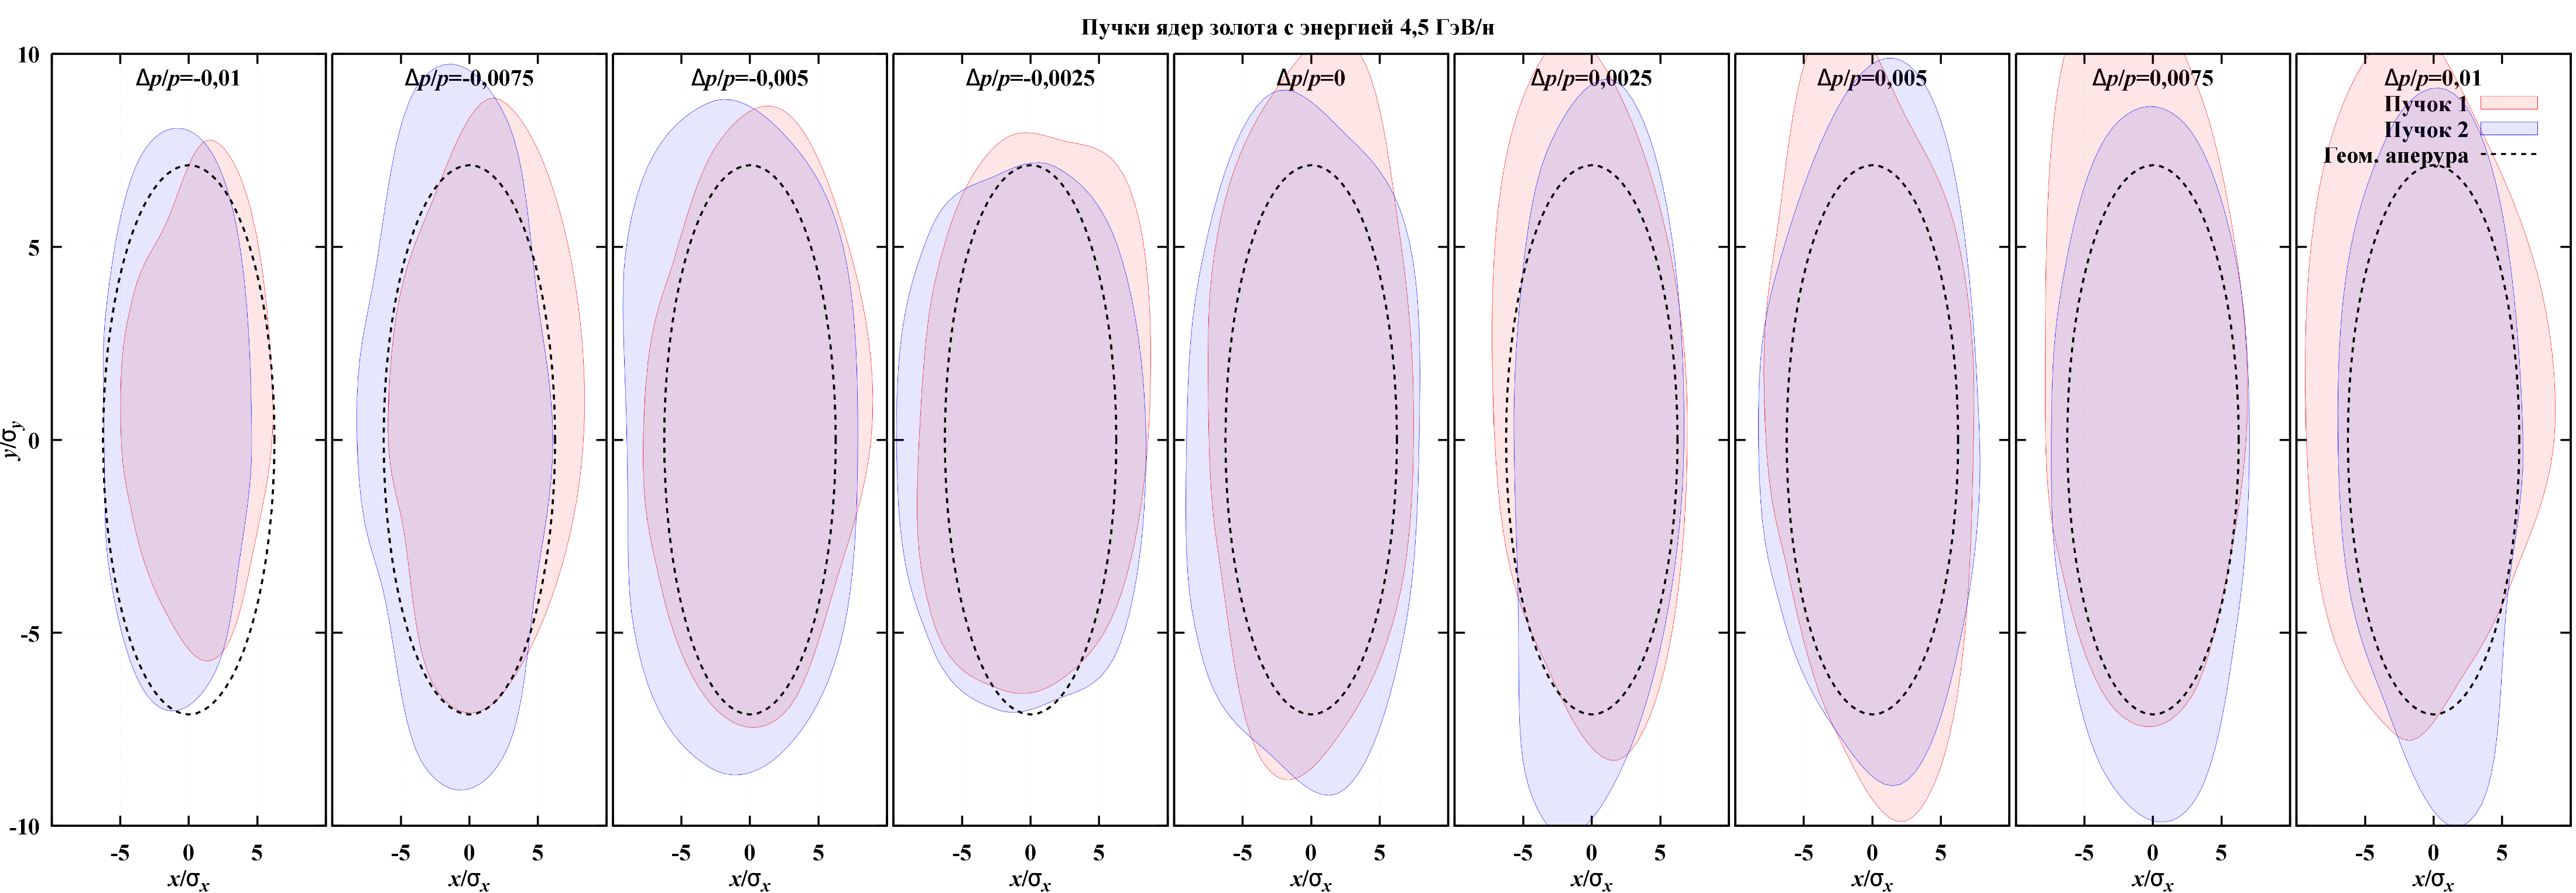 Пучки ядер золота с энергией 4,5 ГэВ/н
10
5
0
-5
-10
y/σy
Δp/p=-0,01
Δp/p=-0,0075
Δp/p=-0,005
Δp/p=-0,0025
Δp/p=0
Δp/p=0,0025
Δp/p=0,005
Δp/p=0,0075
Δp/p=0,01
Пучок 1
Пучок 2
Геом. аперура
-5 0 5
-5 0 5
-5 0 5
-5 0 5
-5 0 5
-5 0 5
-5 0 5
-5 0 5
-5 0 5
x/σx
x/σx
x/σx
x/σx
x/σx
x/σx
x/σx
x/σx
x/σx